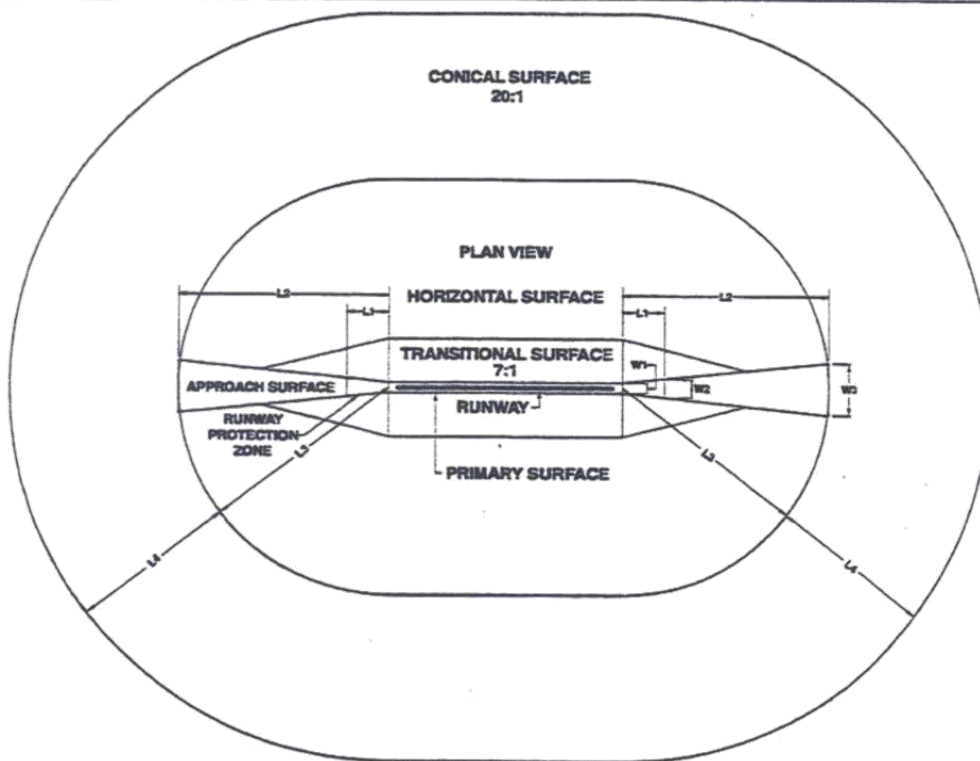 CONICAL SURFACE
20:1
PLAN VIEW
L2
HORIZONTAL SURFACE
L2
L1
L1
TRANSITIONAL SURFACE
7:1
W1
APPROACH SURFACE
W2
W3
RUNWAY
RUNWAY
PROTECTION
ZONE
L3
L3
PRIMARY SURFACE
L4
L4